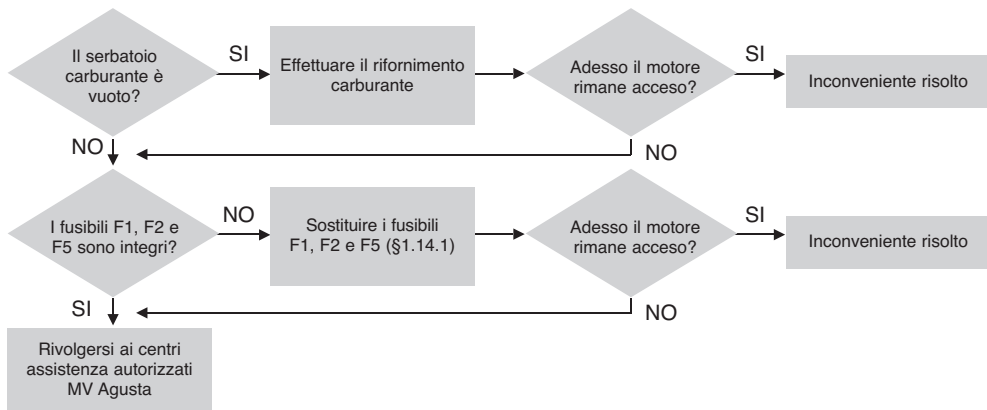 Il serbatoio
carburante è
vuoto?
SI
Effettuare il rifornimento
carburante
Adesso il motore
rimane acceso?
SI
Inconveniente risolto
NO
NO
I fusibili F1, F2 e
F5 sono integri?
NO
Sostituire i fusibili
F1, F2 e F5 (§1.14.1)
Adesso il motore
rimane acceso?
SI
Inconveniente risolto
SI
NO
Rivolgersi ai centri
assistenza autorizzati
MV Agusta